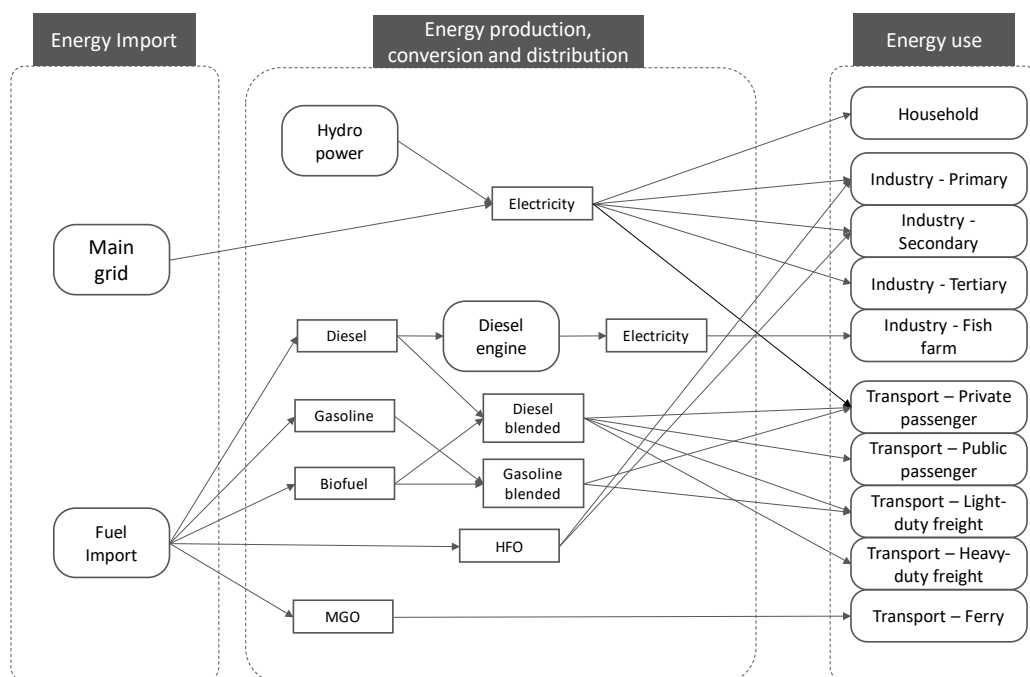 Energy Import
Energy production,
conversion and distribution
Energy use
Hydro
power
Main
grid
Electricity
Diesel
Diesel
engine
Electricity
Gasoline
Diesel
blended
Biofuel
Gasoline
blended
Fuel
Import
HFO
MGO
Household
Industry - Primary
Industry -
Secondary
Industry - Tertiary
Industry - Fish
farm
Transport – Private
passenger
Transport – Public
passenger
Transport – Light-
duty freight
Transport – Heavy-
duty freight
Transport – Ferry